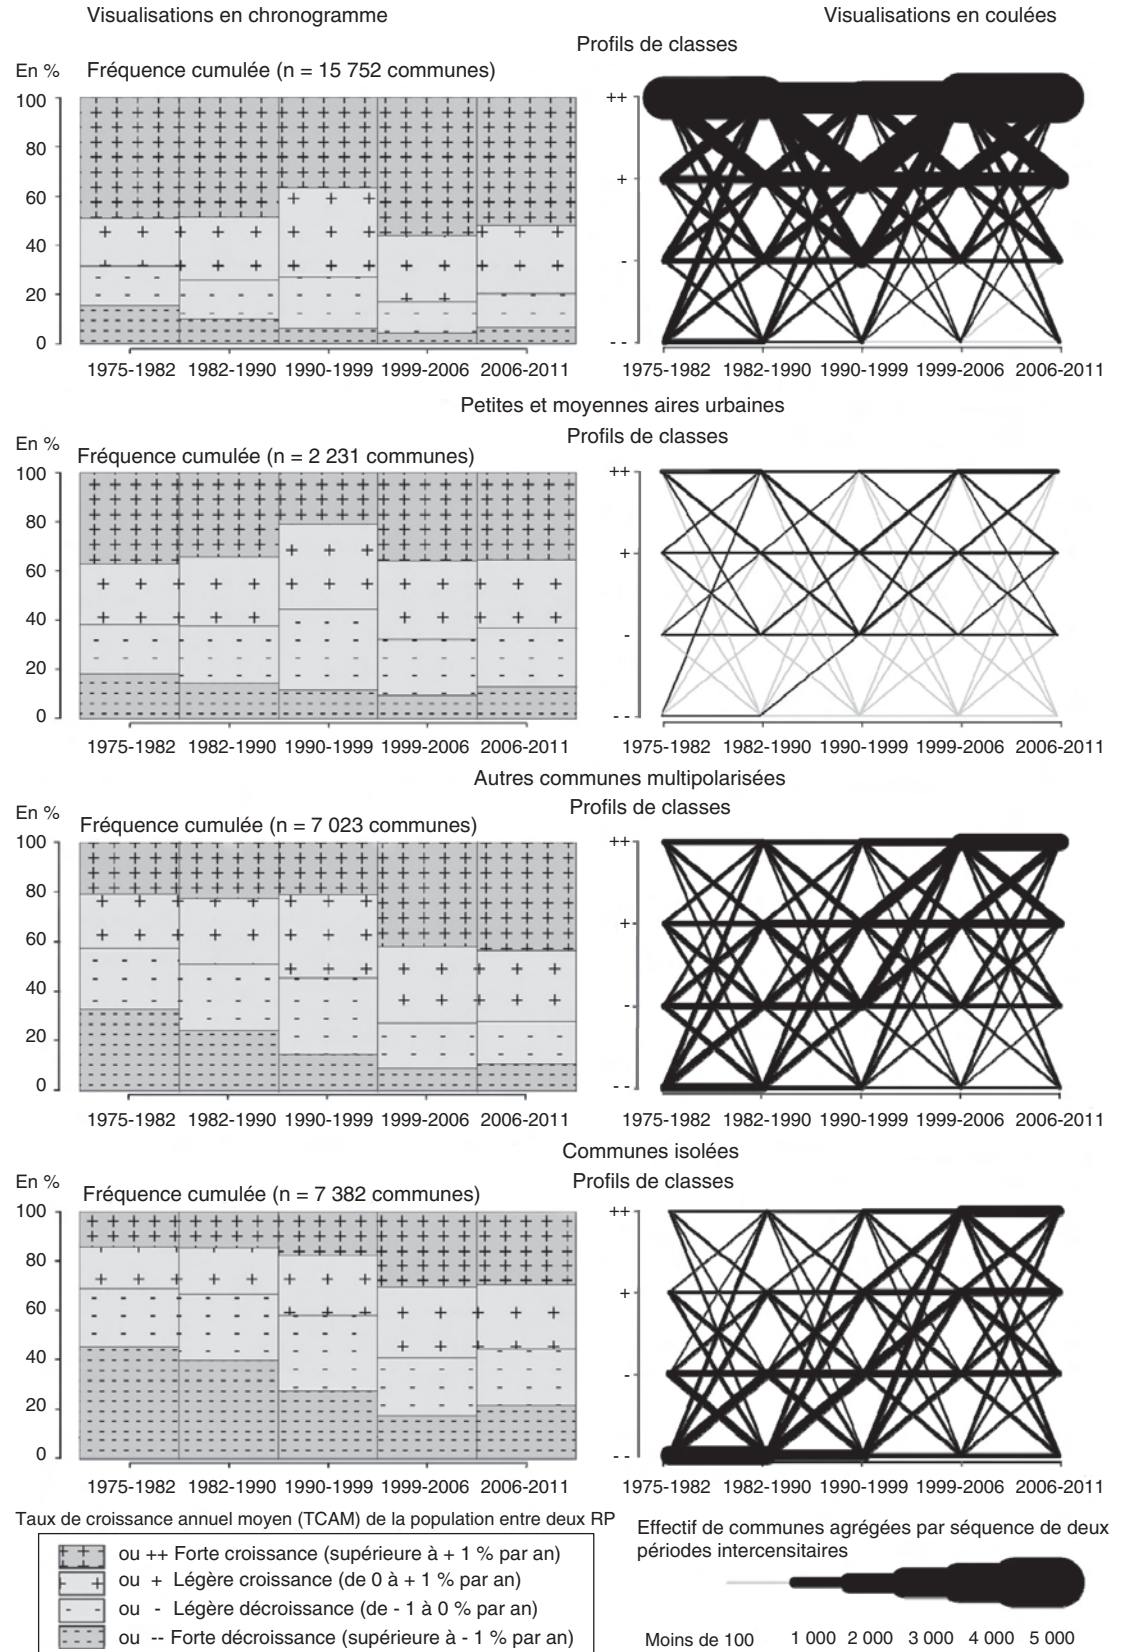 Visualisations en chronogramme
Visualisations en coulées
Profils de classes
En %
Fréquence cumulée (n = 15 752 communes)
100
80
60
40
20
0
1975-1982 1982-1990 1990-1999 1999-2006 2006-2011
++
+
-
--
1975-1982 1982-1990 1990-1999 1999-2006 2006-2011
Petites et moyennes aires urbaines
En %
Profils de classes
Fréquence cumulée (n = 2 231 communes)
100
80
60
40
20
0
1975-1982 1982-1990 1990-1999 1999-2006 2006-2011
++
+
-
--
1975-1982 1982-1990 1990-1999 1999-2006 2006-2011
Autres communes multipolarisées
En %
Profils de classes
Fréquence cumulée (n = 7 023 communes)
100
80
60
40
20
0
1975-1982 1982-1990 1990-1999 1999-2006 2006-2011
++
+
-
--
1975-1982 1982-1990 1990-1999 1999-2006 2006-2011
Communes isolées
En %
Profils de classes
Fréquence cumulée (n = 7 382 communes)
100
80
60
40
20
0
1975-1982 1982-1990 1990-1999 1999-2006 2006-2011
++
+
-
--
1975-1982 1982-1990 1990-1999 1999-2006 2006-2011
Taux de croissance annuel moyen (TCAM) de la population entre deux RP
ou ++ Forte croissance (supérieure à + 1 % par an)
ou + Légère croissance (de 0 à + 1 % par an)
ou - Légère décroissance (de - 1 à 0 % par an)
ou -- Forte décroissance (supérieure à - 1 % par an)
Effectif de communes agrégées par séquence de deux
périodes intercensitaires
Moins de 100 1 000 2 000 3 000 4 000 5 000